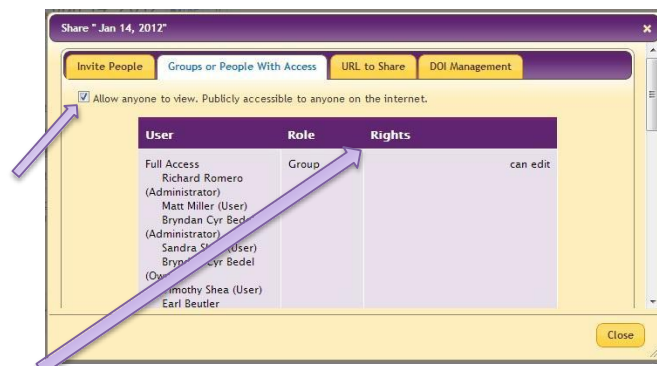 Share " Jan 14, 2012"
x
Invite People Groups or People With Access URL to Share DOI Management
Allow anyone to view. Publicly accessible to anyone on the internet.
User Role Rights
Full Access Group can edit
Richard Romero
(Administrator)
Matt Miller (User)
Bryndan Cyr
(Administrator)
Sandra (User)
Cyr Bedel
Shea (User)
Earl Beutler
Close